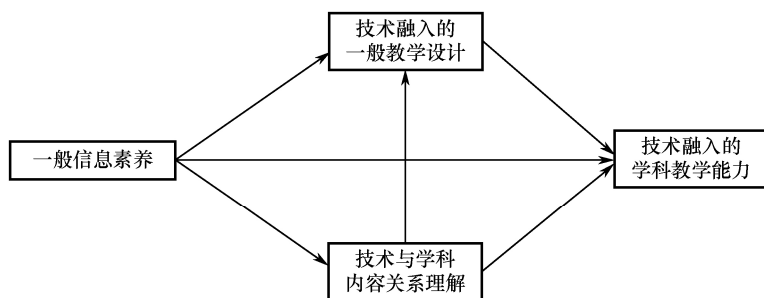 技术融入的
一般教学设计
一般信息素养
技术融入的
学科教学能力
技术与学科
内容关系理解